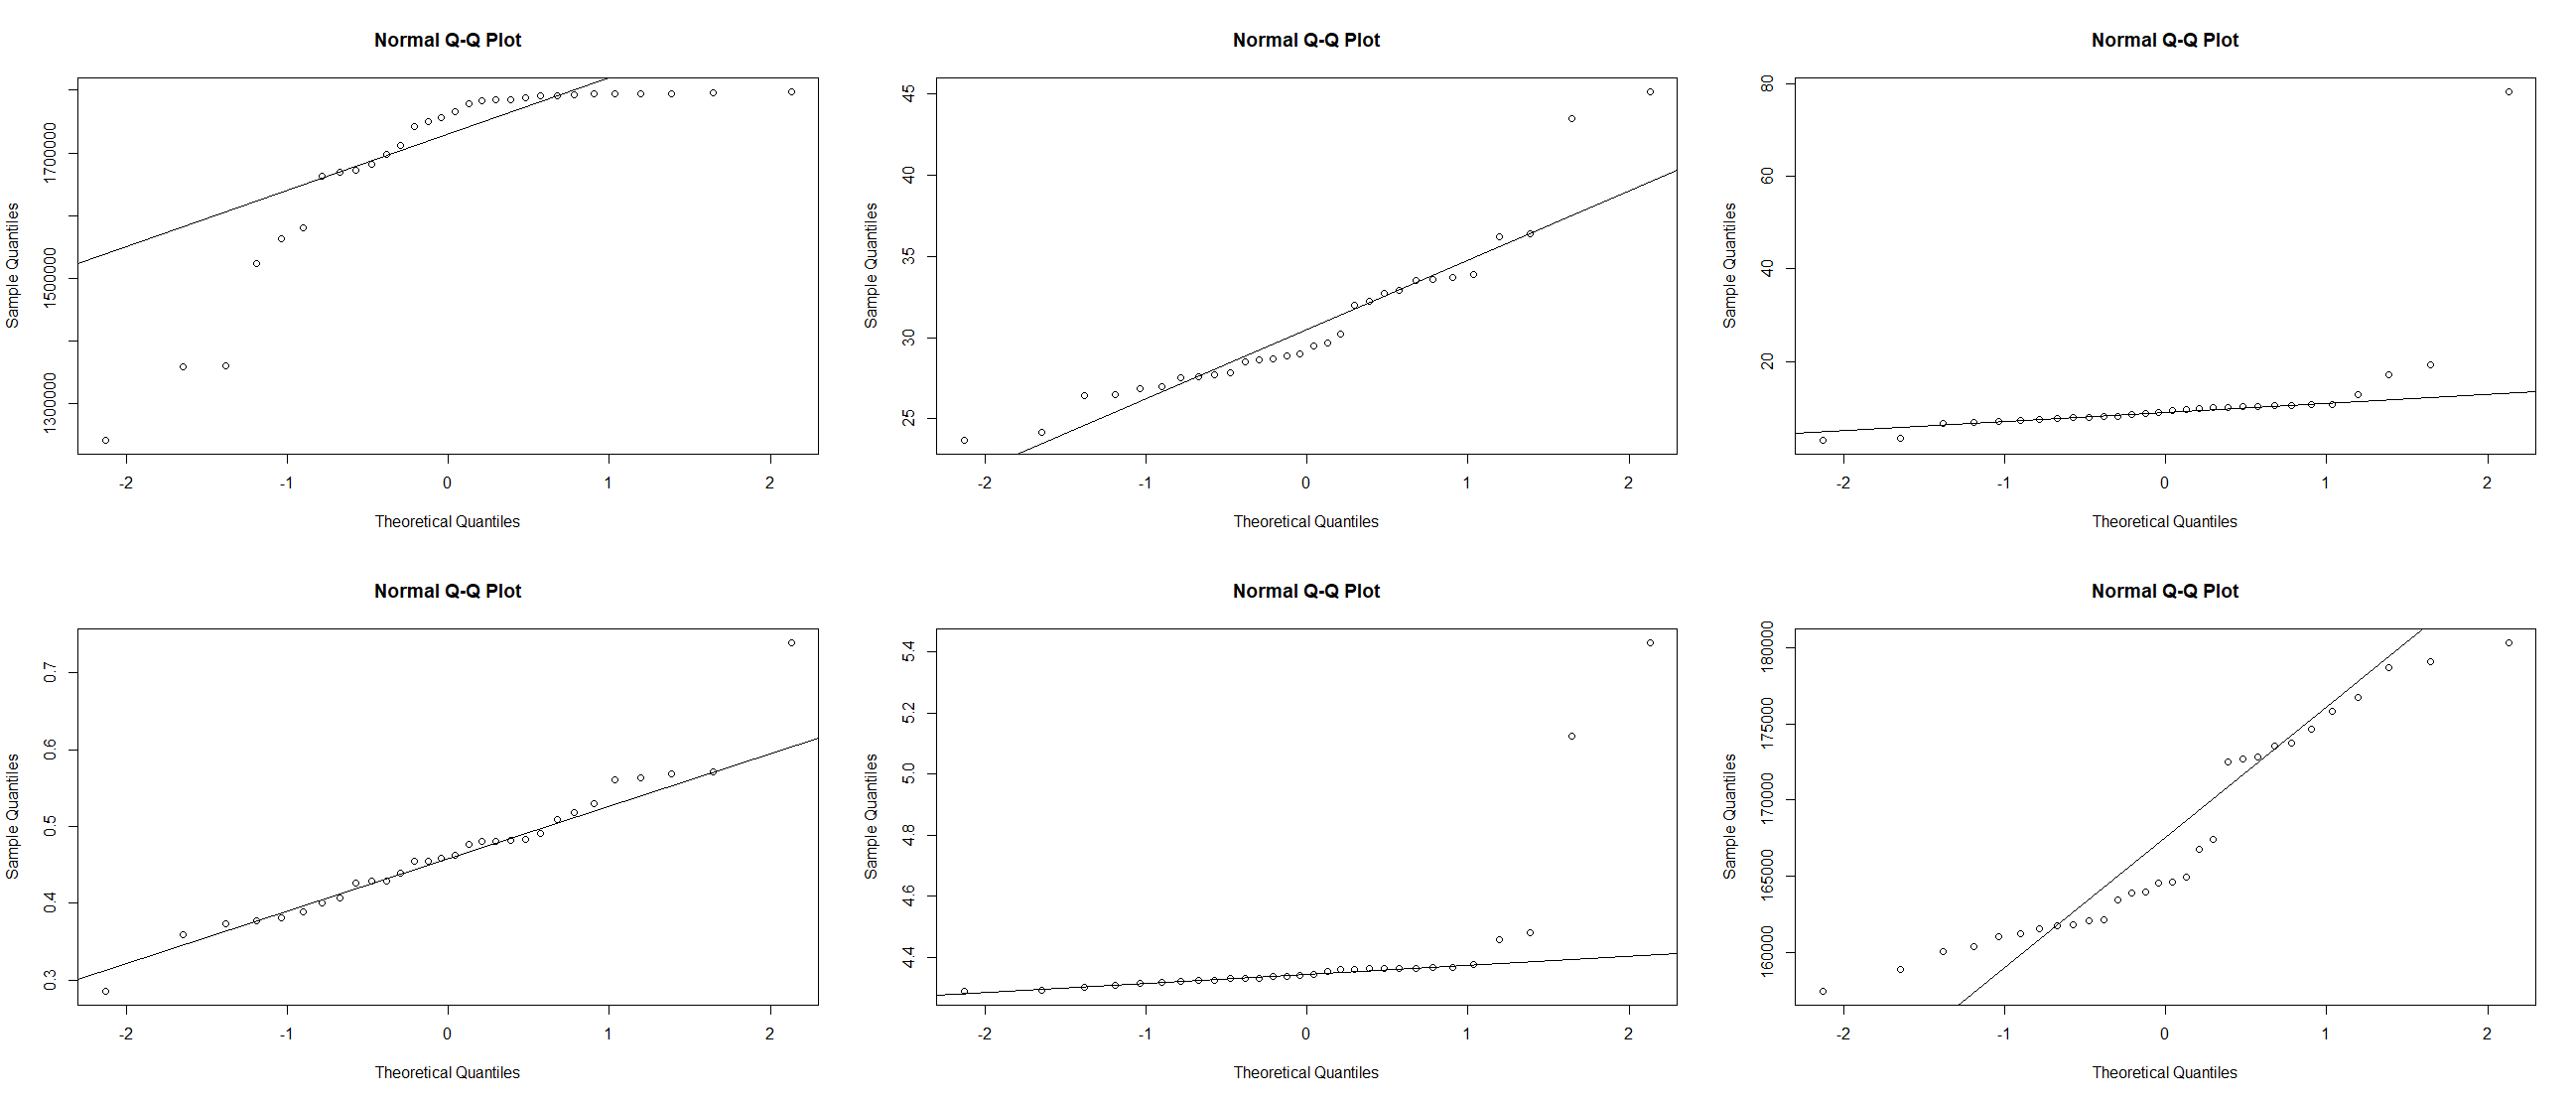 Normal Q-Q Plot
Sample Quantiles
1300000
1500000
1700000
-2 -1 0 1 2
Theoretical Quantiles
Normal Q-Q Plot
Sample Quantiles
25
30
35
40
45
-2 -1 0 1 2
Theoretical Quantiles
Normal Q-Q Plot
Sample Quantiles
20
40
60
80
-2 -1 0 1 2
Theoretical Quantiles
Normal Q-Q Plot
Sample Quantiles
0.3
0.4
0.5
0.6
0.7
-2 -1 0 1 2
Theoretical Quantiles
Normal Q-Q Plot
Sample Quantiles
4.4
4.6
4.8
5.0
5.2
5.4
-2 -1 0 1 2
Theoretical Quantiles
Normal Q-Q Plot
Sample Quantiles
160000
165000
170000
175000
180000
-2 -1 0 1 2
Theoretical Quantiles